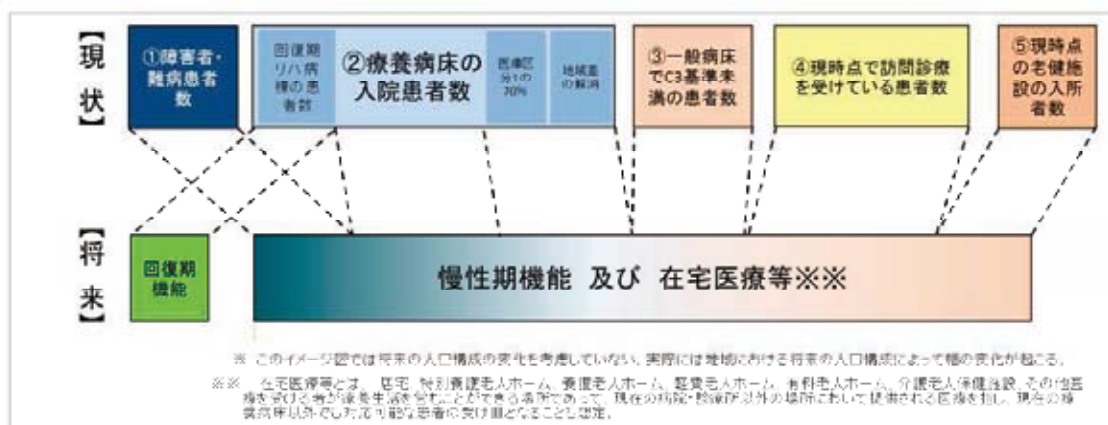 【現状】
①障害者・
難病患者
数
回復期
リハ病
棟の患
者数
②療養病床の
入院患者数
医療区
分1の
70%
地域差
の解消
③一般病床
でC3基準未
満の患者数
④現時点で訪問診療
を受けている患者数
⑤現時点
の老健施
設の入所
者数
【将来】
回復期
機能
慢性期機能 及び 在宅医療等※※
※ このイメージ図では将来の人口構成の変化を考慮していない。実際には地域における将来の人口構成によって幅の変化が起こる。
※※ 在宅医療等とは、居宅、特別養護老人ホーム、養護老人ホーム、軽費老人ホーム、有料老人ホーム、介護老人保健施設、その他医
療を受ける者が療養生活を営むことができる場所であって、現在の病院・診療所以外の場所において提供される医療を指し、現在の療
養病床以外でも対応可能な患者の受け皿となることも想定。